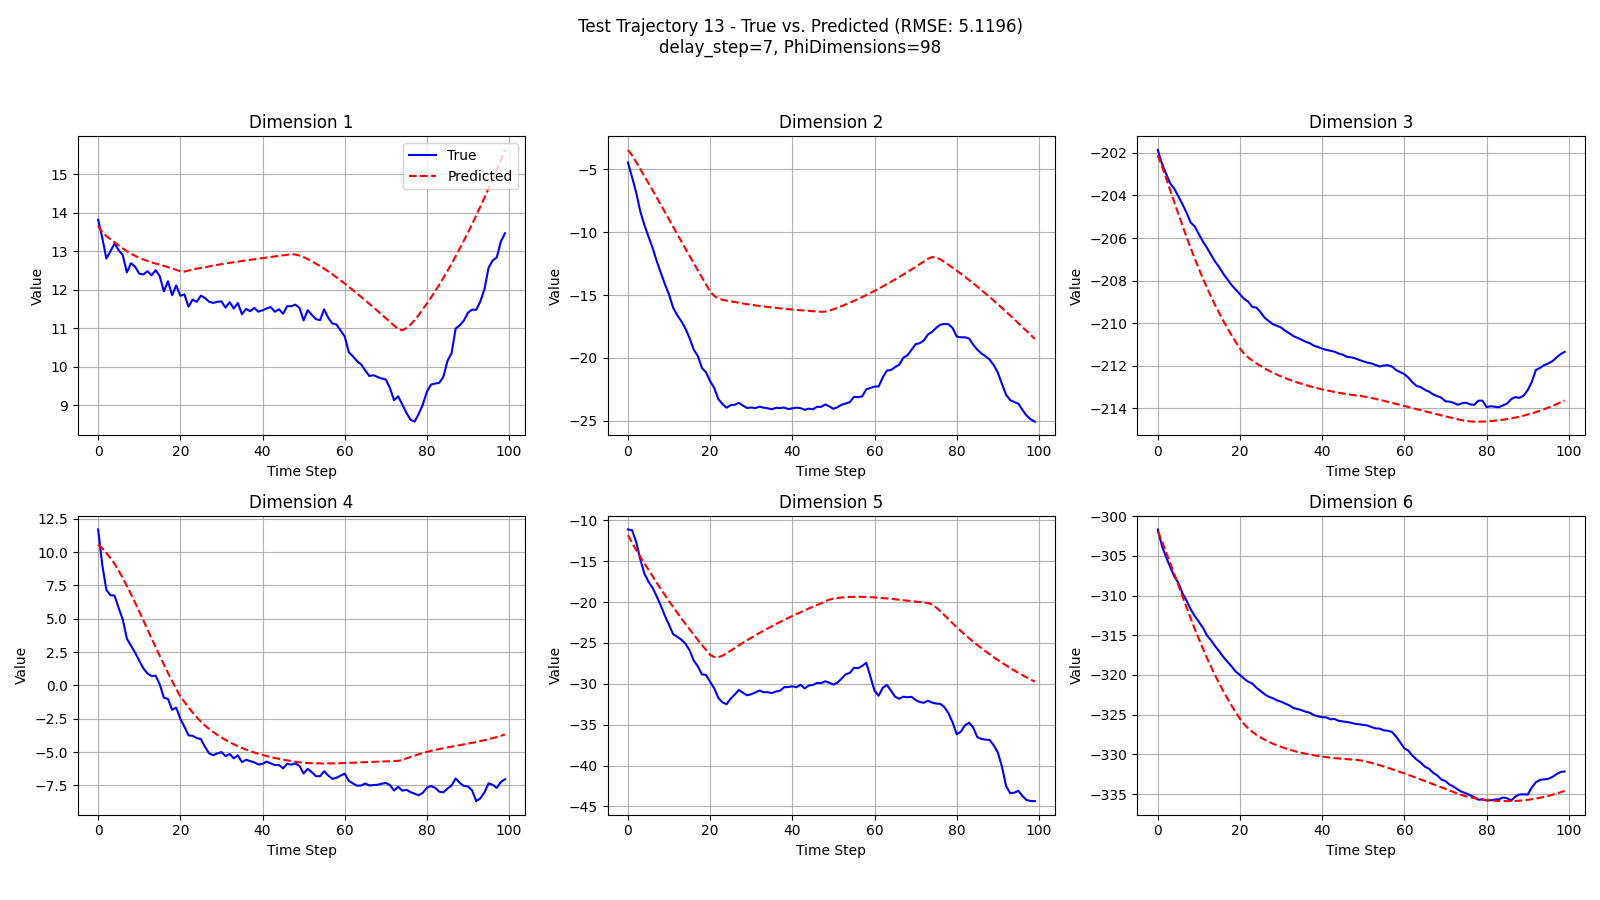 Test Trajectory 13 - True vs. Predicted (RMSE: 5.1196)
delay_step=7, PhiDimensions=98
Dimension 1
True
Predicted
Value
15
14
13
12
11
10
9
0 20 40 60 80 100
Time Step
Dimension 2
Value
−5
−10
−15
−20
−25
0 20 40 60 80 100
Time Step
Dimension 3
Value
−202
−204
−206
−208
−210
−212
−214
0 20 40 60 80 100
Time Step
Dimension 4
Value
12.5
10.0
7.5
5.0
2.5
0.0
−2.5
−5.0
−7.5
0 20 40 60 80 100
Time Step
Dimension 5
Value
−10
−15
−20
−25
−30
−35
−40
−45
0 20 40 60 80 100
Time Step
Dimension 6
Value
−300
−305
−310
−315
−320
−325
−330
−335
0 20 40 60 80 100
Time Step